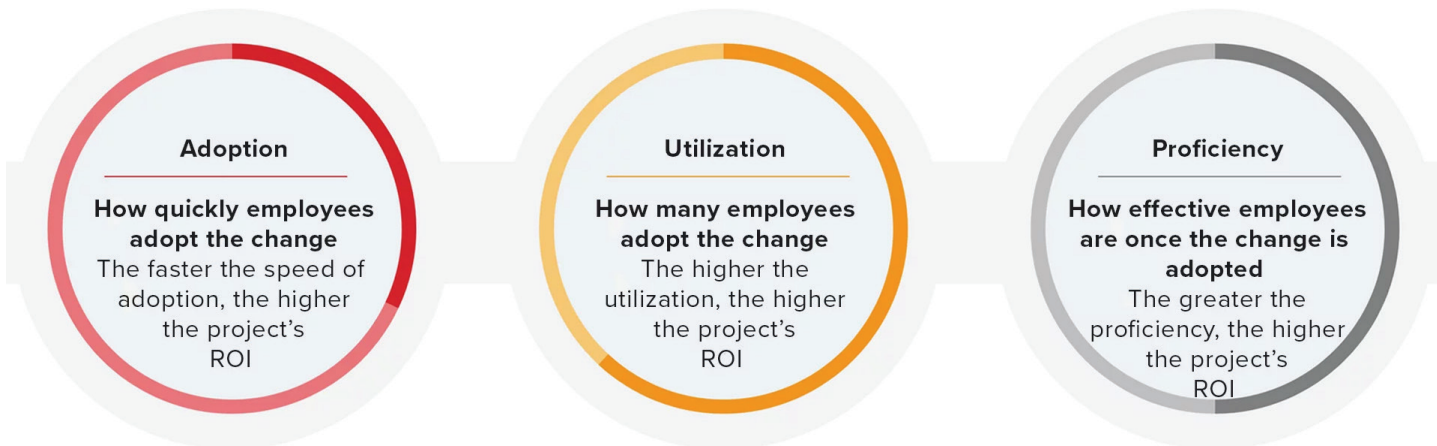 Adoption
How quickly employees
adopt the change
The faster the speed of
adoption, the higher
the project's
ROI
Utilization
How many employees
adopt the change
The higher the
utilization, the higher
the project's
ROI
Proficiency
How effective employees
are once the change is
adopted
The greater the
proficiency, the higher
the project's
ROI